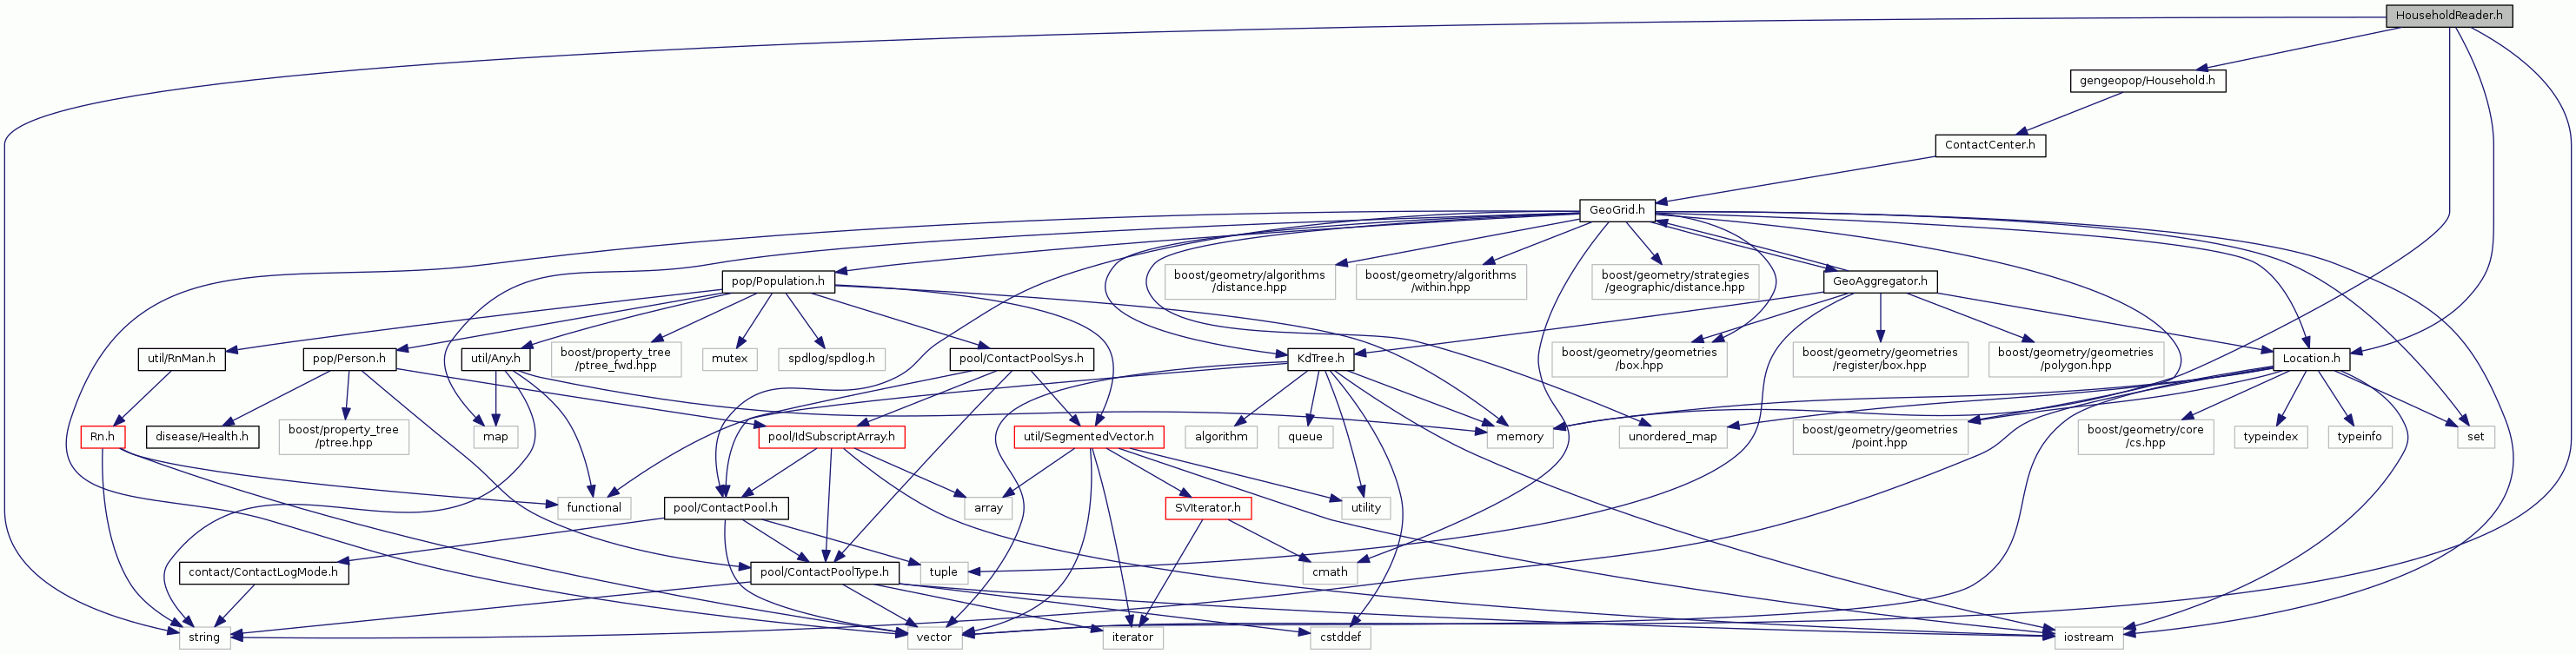 HouseholdReader.h
gengeopop/Household.h
ContactCenter.h
GeoGrid.h
pop/Population.h
boost/geometry/algorithms
/distance.hpp
boost/geometry/algorithms
/within.hpp
boost/geometry/strategies
/geographic/distance.hpp
GeoAggregator.h
util/RnMan.h
pop/Person.h
util/Any.h
boost/property_tree
/ptree_fwd.hpp
mutex
spdlog/spdlog.h
pool/ContactPoolSys.h
KdTree.h
boost/geometry/geometries
/box.hpp
boost/geometry/geometries
/register/box.hpp
boost/geometry/geometries
/polygon.hpp
Location.h
Rn.h
disease/Health.h
boost/property_tree
/ptree.hpp
map
pool/IdSubscriptArray.h
memory
util/SegmentedVector.h
algorithm
queue
unordered_map
boost/geometry/geometries
/point.hpp
boost/geometry/core
/cs.hpp
typeindex
typeinfo
set
functional
pool/ContactPool.h
array
SVIterator.h
utility
contact/ContactLogMode.h
pool/ContactPoolType.h
tuple
cmath
string
vector
iterator
cstddef
iostream